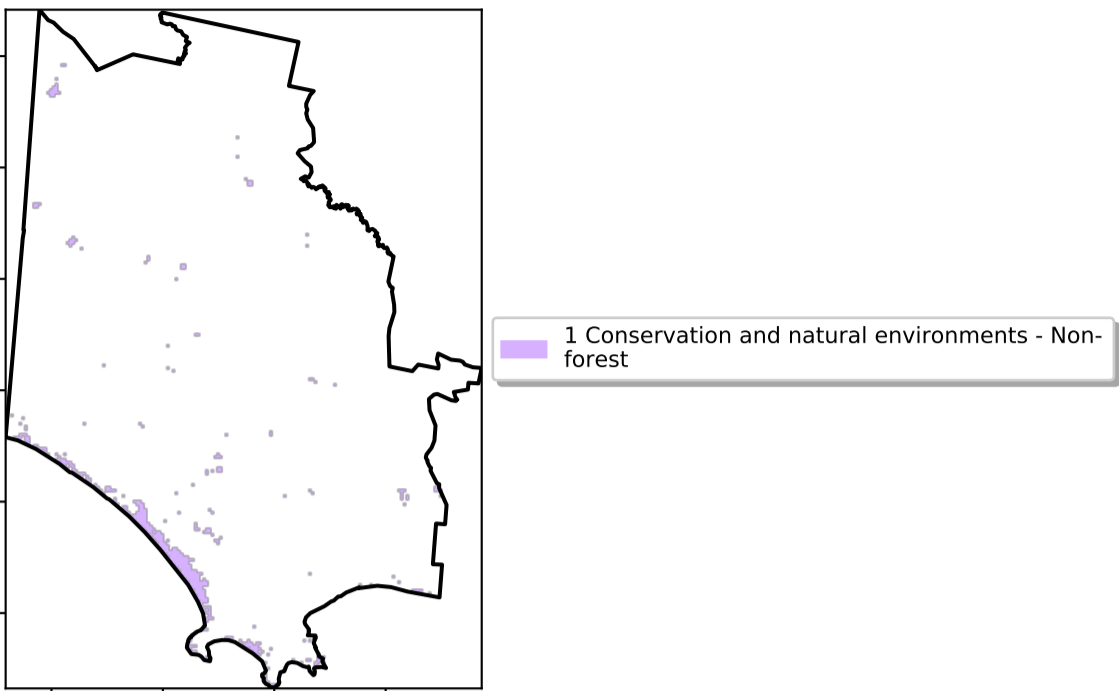 1 Conservation and natural environments - Non-
forest